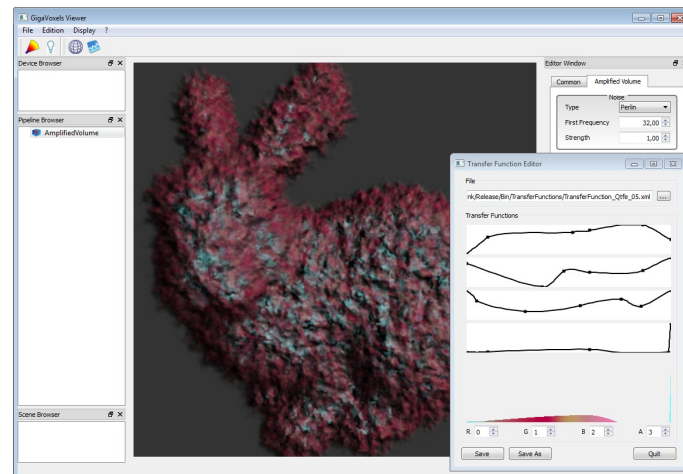 GigaVoxels Viewer
File Edition Display ?
Device Browser
Editor Window
Common Amplified Volume
Noise
Type Perlin
First Frequency 32,00
Strength 1,00
Pipeline Browser
AmplifiedVolume
Transfer Function Editor
File
nk/Release/Bin/TransferFunctions/TransferFunction_Qtfe_05.xml ...
Transfer Functions
R 0 G 1 B 2 A 3
Save Save As Quit
Scene Browser